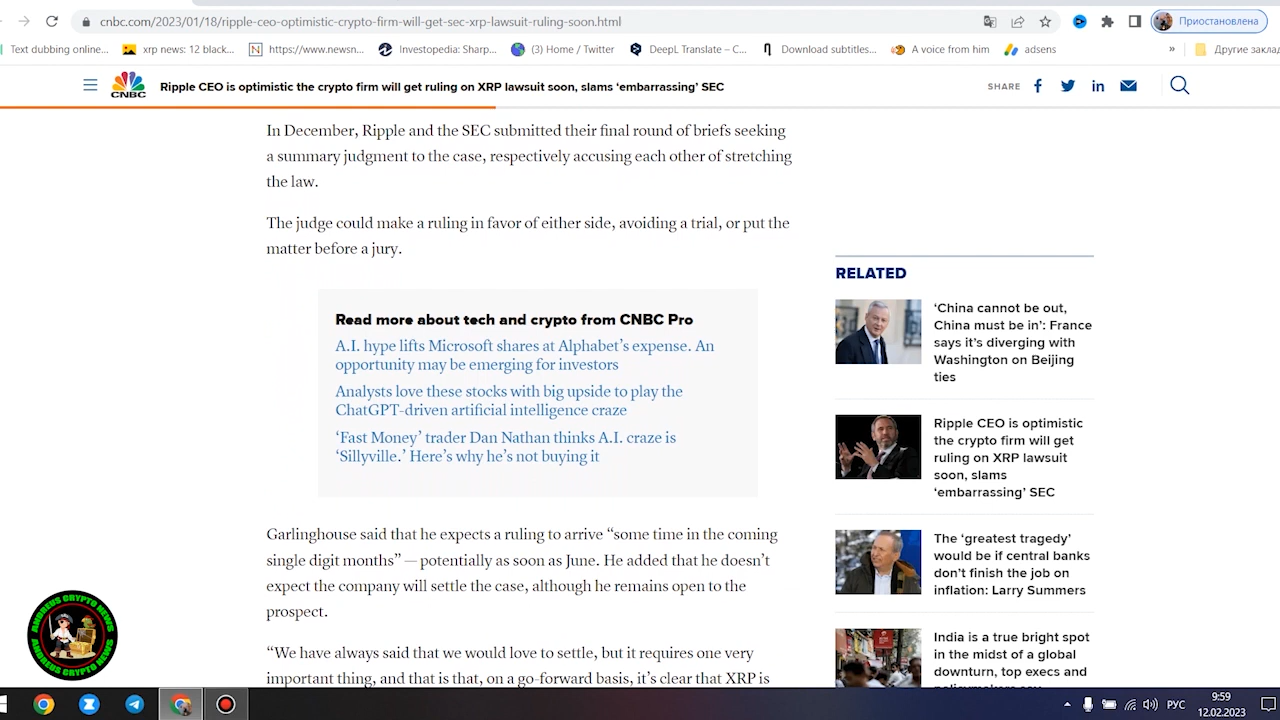 cnbc.com/2023/01/18/ripple-ceo-optimistic-crypto-firm-will-get-sec-xrp-lawsuit-ruling-soon.html
Приостановлена
Text dubbing online...
xrp news: 12 black...
https://www.newsn...
Investopedia: Sharp...
(3) Home / Twitter
DeepL Translate – C...
Download subtitles...
A voice from him
adsens
»
Другие закла
CNBC
Ripple CEO is optimistic the crypto firm will get ruling on XRP lawsuit soon, slams ‘embarrassing’ SEC
SHARE
In December, Ripple and the SEC submitted their final round of briefs seeking
a summary judgment to the case, respectively accusing each other of stretching
the law.
The judge could make a ruling in favor of either side, avoiding a trial, or put the
matter before a jury.
Read more about tech and crypto from CNBC Pro
A.I. hype lifts Microsoft shares at Alphabet’s expense. An
opportunity may be emerging for investors
Analysts love these stocks with big upside to play the
ChatGPT-driven artificial intelligence craze
‘Fast Money’ trader Dan Nathan thinks A.I. craze is
‘Sillyville.’ Here’s why he’s not buying it
Garlinghouse said that he expects a ruling to arrive “some time in the coming
single digit months” — potentially as soon as June. He added that he doesn’t
expect the company will settle the case, although he remains open to the
prospect.
“We have always said that we would love to settle, but it requires one very
important thing, and that is that, on a go-forward basis, it’s clear that XRP is
RELATED
‘China cannot be out,
China must be in’: France
says it’s diverging with
Washington on Beijing
ties
Ripple CEO is optimistic
the crypto firm will get
ruling on XRP lawsuit
soon, slams
‘embarrassing’ SEC
The ‘greatest tragedy’
would be if central banks
don’t finish the job on
inflation: Larry Summers
India is a true bright spot
in the midst of a global
downturn, top execs and
ANDREUS CRYPTO NEWS
ANDREUS CRYPTO NEWS
РУС
9:59
12.02.2023